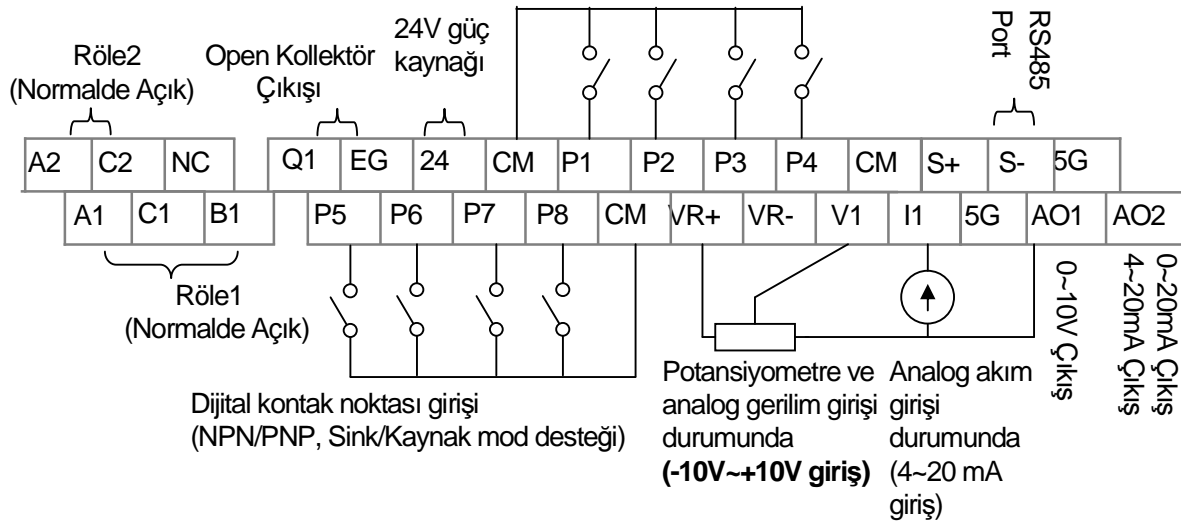 Röle2
(Normalde Açık)
Open Kollektör
Çıkışı
24V güç
kaynağı
RS485
Port
A2 C2 NC Q1 EG 24 CM P1 P2 P3 P4 CM S+ S- 5G
A1 C1 B1 P5 P6 P7 P8 CM VR+ VR- V1 I1 5G AO1 AO2
Röle1
(Normalde Açık)
Dijital kontak noktası girişi
(NPN/PNP, Sink/Kaynak mod desteği)
Potansiyometre ve
analog gerilim girişi
durumunda
(-10V~+10V giriş)
Analog akım
girişi
durumunda
(4~20 mA
giriş)
0~10V Çıkış
0~20mA Çıkış
4~20mA Çıkış